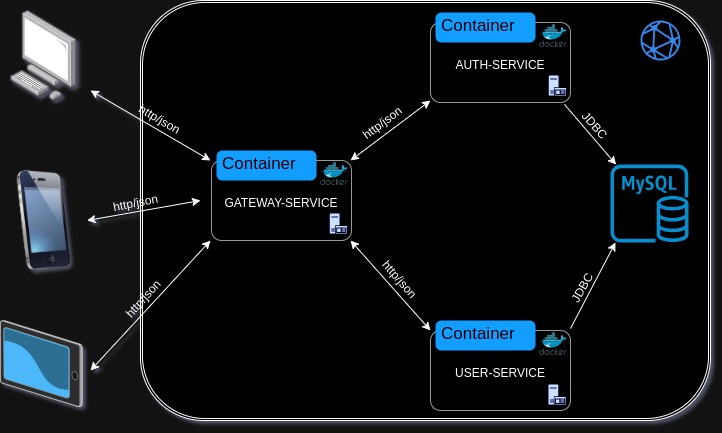 Container
docker
AUTH-SERVICE
http/json
http/json
JDBC
Container
docker
GATEWAY-SERVICE
MySQL
http/json
http/json
http/json
JDBC
Container
docker
USER-SERVICE